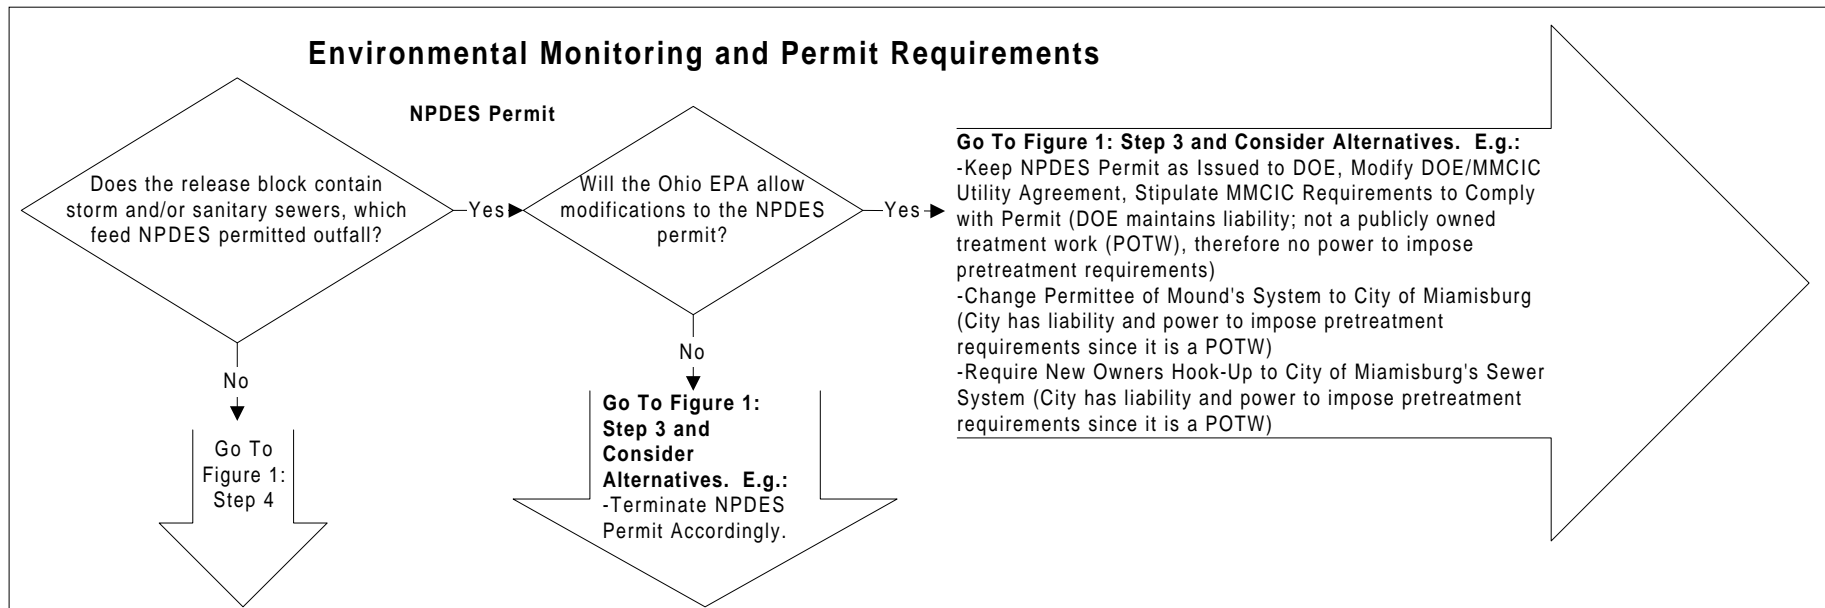 Environmental Monitoring and Permit Requirements
NPDES Permit
Does the release block contain
storm and/or sanitary sewers, which
feed NPDES permitted outfall?
Yes
Will the Ohio EPA allow
modifications to the NPDES
permit?
Yes
Go To Figure 1: Step 3 and Consider Alternatives. E.g.:
-Keep NPDES Permit as Issued to DOE, Modify DOE/MMCIC
Utility Agreement, Stipulate MMCIC Requirements to Comply
with Permit (DOE maintains liability; not a publicly owned
treatment work (POTW), therefore no power to impose
pretreatment requirements)
-Change Permittee of Mound's System to City of Miamisburg
(City has liability and power to impose pretreatment
requirements since it is a POTW)
-Require New Owners Hook-Up to City of Miamisburg's Sewer
System (City has liability and power to impose pretreatment
requirements since it is a POTW)
No
Go To
Figure 1:
Step 4
No
Go To Figure 1:
Step 3 and
Consider
Alternatives. E.g.:
-Terminate NPDES
Permit Accordingly.